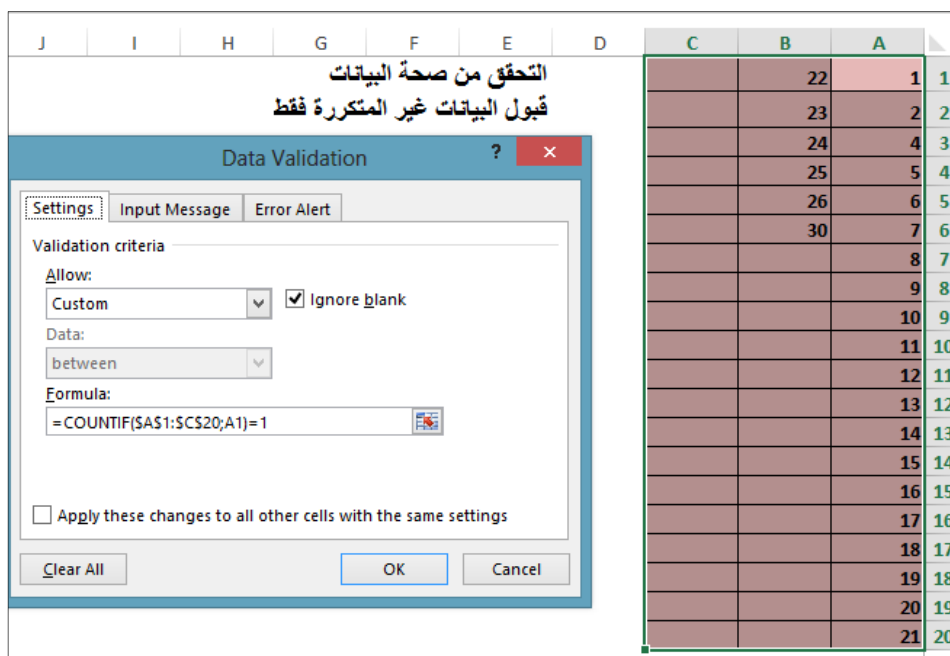 J I H G F E D C B A
التحقق من صحة البيانات
قبول البيانات غير المتكررة فقط
Data Validation ? ×
Settings Input Message Error Alert
Validation criteria
Allow:
Custom Ignore blank
Data:
between
Formula:
=COUNTIF($A$1:$C$20;A1)=1
Apply these changes to all other cells with the same settings
Clear All OK Cancel
22 1 1
23 2 2
24 4 3
25 5 4
26 6 5
30 7 6
8 7
9 8
10 9
11 10
12 11
13 12
14 13
15 14
16 15
17 16
18 17
19 18
20 19
21 20